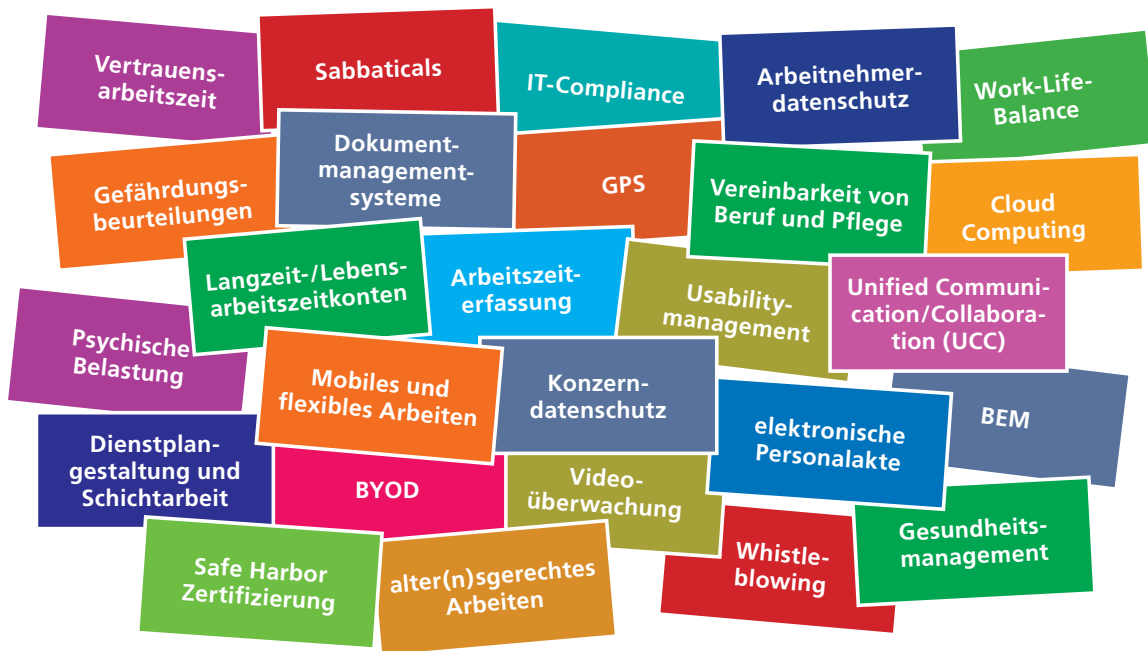 Vertrauens-
arbeitszeit
Sabbaticals
IT-Compliance
Arbeitnehmer-
datenschutz
Work-Life-
Balance
Gefährdungs-
beurteilungen
Dokument-
management-
systeme
GPS
Vereinbarkeit von
Beruf und Pflege
Cloud
Computing
Langzeit-/Lebens-
arbeitszeitkonten
Arbeitszeit-
erfassung
Usability-
management
Unified Communi-
cation/Collabora-
tion (UCC)
Psychische
Belastung
Mobiles und
flexibles Arbeiten
Konzern-
datenschutz
elektronische
Personalakte
BEM
Dienstplan-
gestaltung und
Schichtarbeit
BYOD
Video-
überwachung
Gesundheits-
management
Safe Harbor
Zertifizierung
alter(n)sgerechtes
Arbeiten
Whistle-
blowing